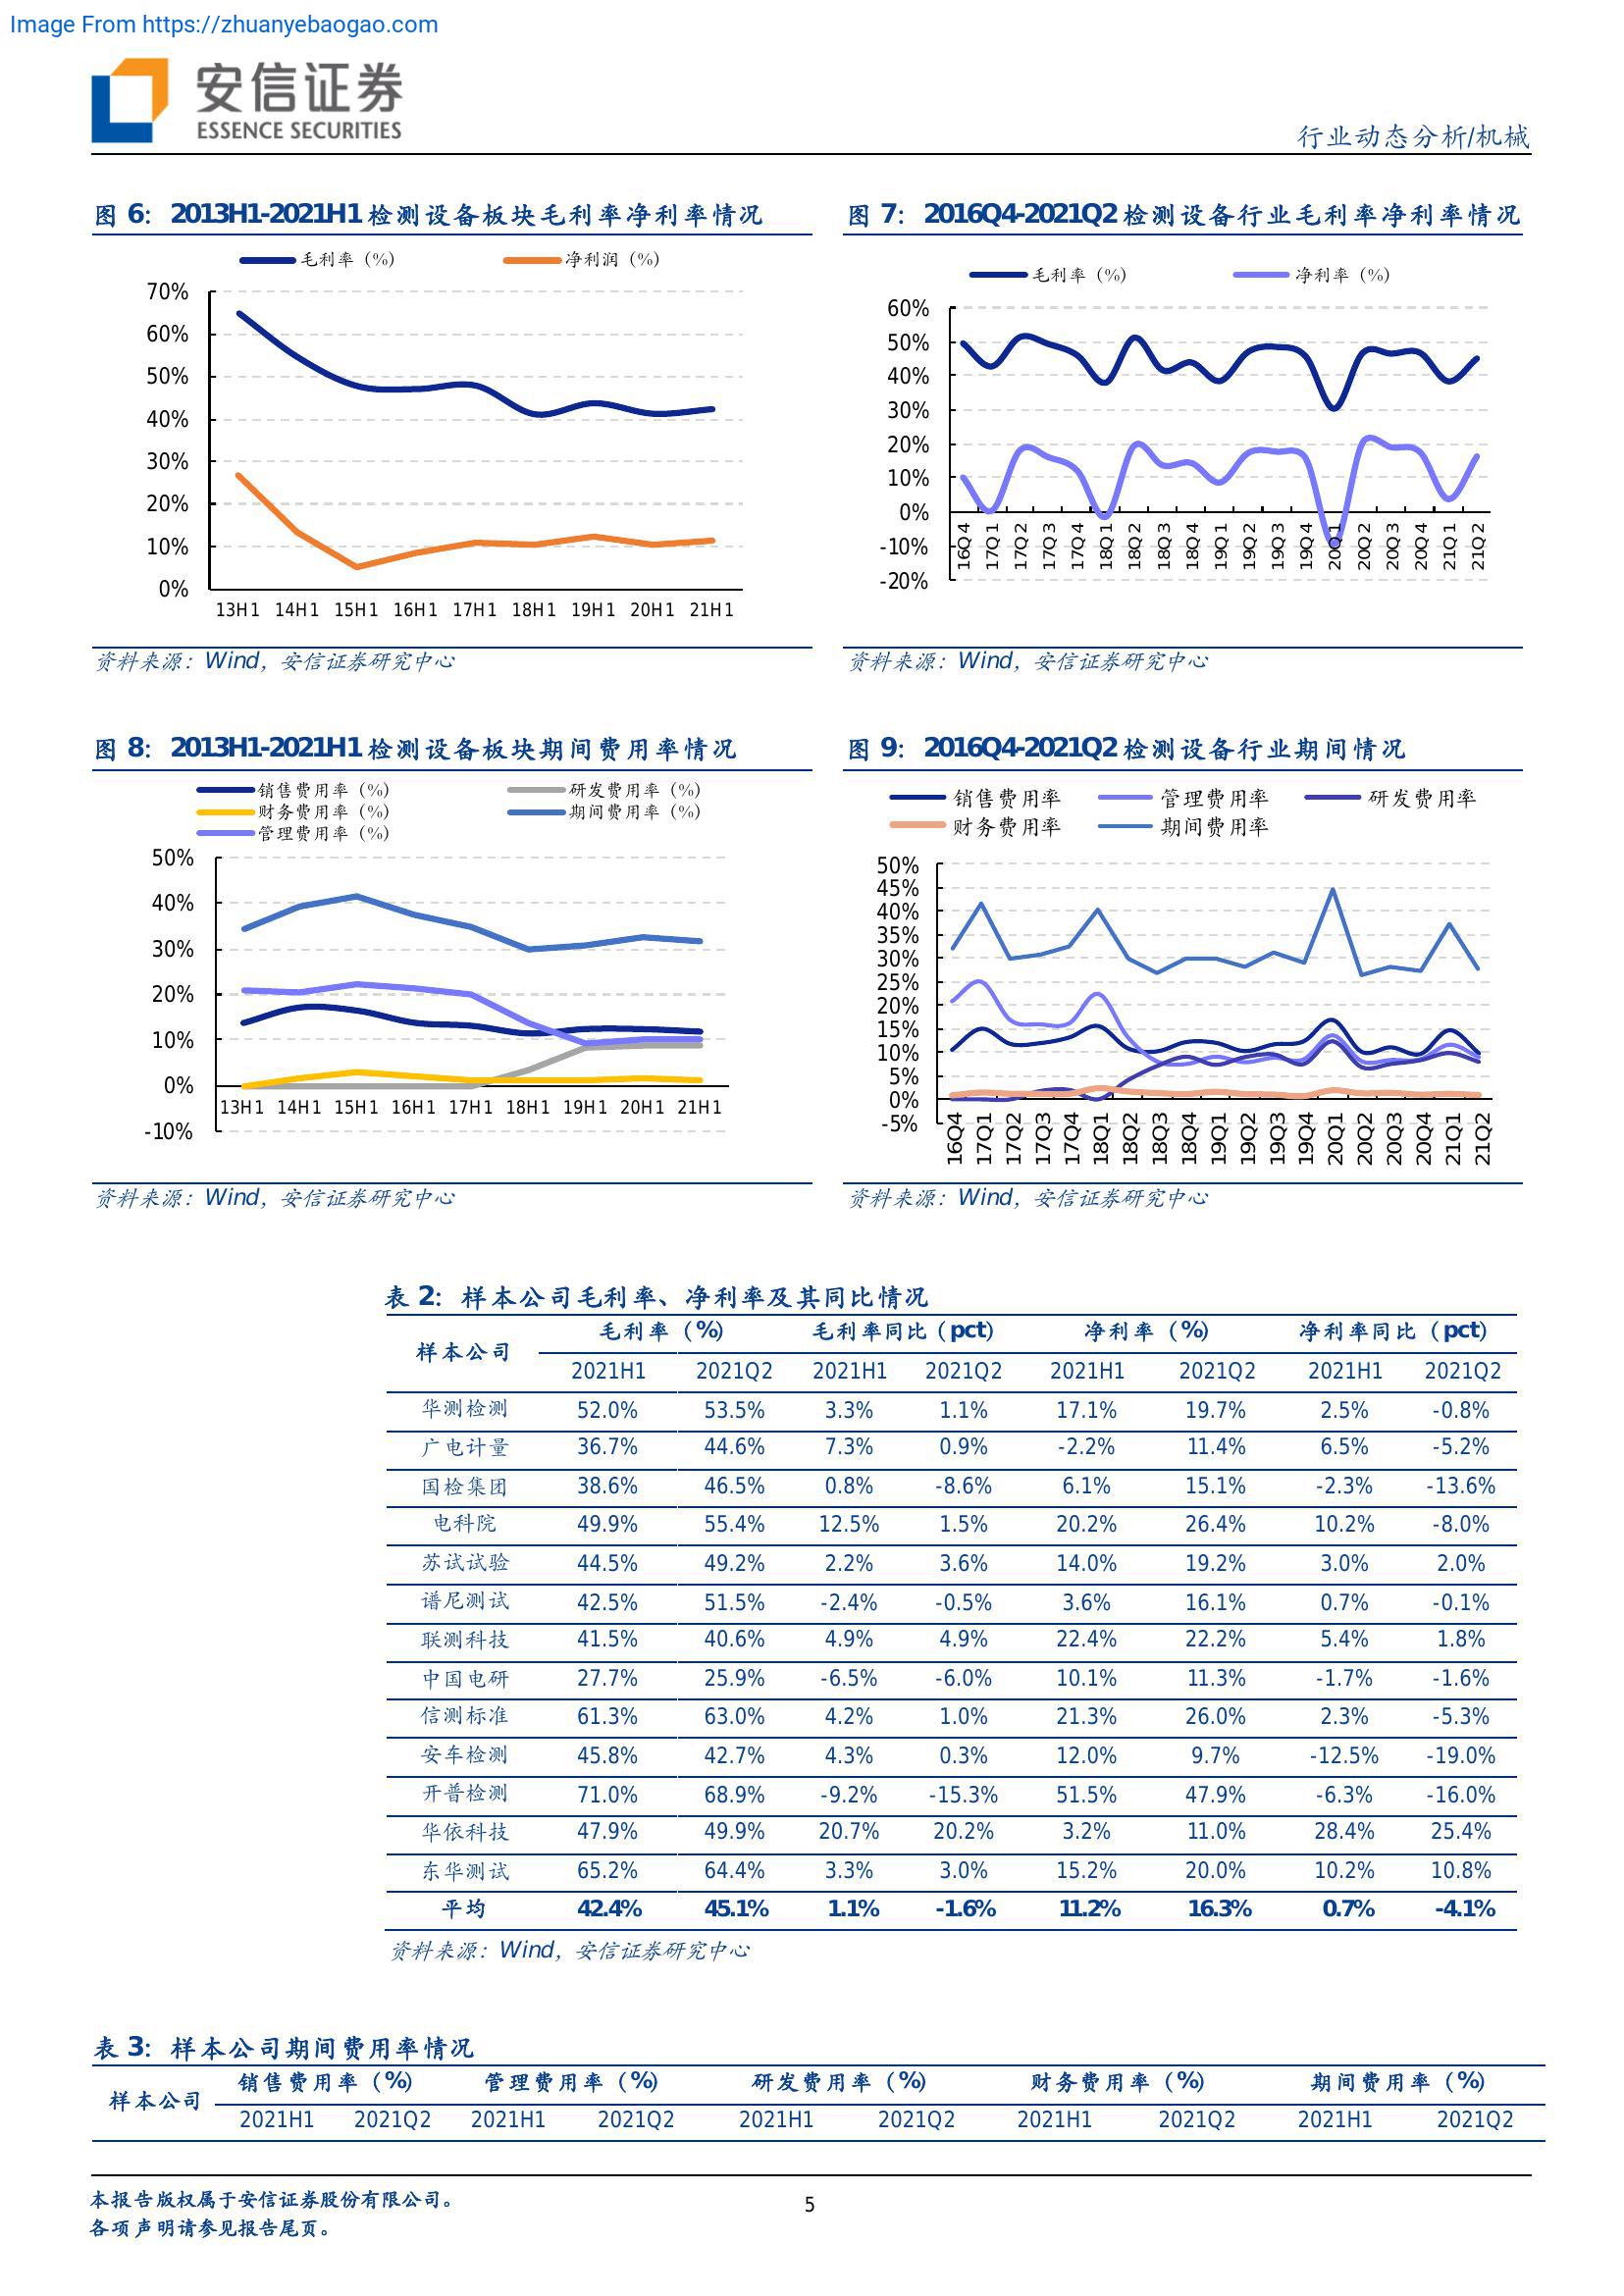 Image From https://zhuanyebaogao.com
安信证券
ESSENCE SECURITIES
行业动态分析/机械
图 6：2013H1-2021H1 检测设备板块毛利率净利率情况
毛利率（%） 净利润（%）
70%
60%
50%
40%
30%
20%
10%
0%
13H1 14H1 15H1 16H1 17H1 18H1 19H1 20H1 21H1
资料来源：Wind，安信证券研究中心
图 7：2016Q4-2021Q2 检测设备行业毛利率净利率情况
毛利率（%） 净利率（%）
60%
50%
40%
30%
20%
10%
0%
-10%
-20%
16Q4 17Q1 17Q2 17Q3 17Q4 18Q1 18Q2 18Q3 18Q4 19Q1 19Q2 19Q3 19Q4 20Q1 20Q2 20Q3 20Q4 21Q1 21Q2
资料来源：Wind，安信证券研究中心
图 8：2013H1-2021H1 检测设备板块期间费用率情况
销售费用率（%） 研发费用率（%）
财务费用率（%） 期间费用率（%）
管理费用率（%）
50%
40%
30%
20%
10%
0%
-10%
13H1 14H1 15H1 16H1 17H1 18H1 19H1 20H1 21H1
资料来源：Wind，安信证券研究中心
图 9：2016Q4-2021Q2 检测设备行业期间情况
销售费用率 管理费用率 研发费用率
财务费用率 期间费用率
50%
45%
40%
35%
30%
25%
20%
15%
10%
5%
0%
-5%
16Q4 17Q1 17Q2 17Q3 17Q4 18Q1 18Q2 18Q3 18Q4 19Q1 19Q2 19Q3 19Q4 20Q1 20Q2 20Q3 20Q4 21Q1 21Q2
资料来源：Wind，安信证券研究中心
表 2：样本公司毛利率、净利率及其同比情况
样本公司 毛利率（%） 毛利率同比（pct） 净利率（%） 净利率同比（pct）
2021H1 2021Q2 2021H1 2021Q2 2021H1 2021Q2 2021H1 2021Q2
华测检测 52.0% 53.5% 3.3% 1.1% 17.1% 19.7% 2.5% -0.8%
广电计量 36.7% 44.6% 7.3% 0.9% -2.2% 11.4% 6.5% -5.2%
国检集团 38.6% 46.5% 0.8% -8.6% 6.1% 15.1% -2.3% -13.6%
电科院 49.9% 55.4% 12.5% 1.5% 20.2% 26.4% 10.2% -8.0%
苏试试验 44.5% 49.2% 2.2% 3.6% 14.0% 19.2% 3.0% 2.0%
谱尼测试 42.5% 51.5% -2.4% -0.5% 3.6% 16.1% 0.7% -0.1%
联测科技 41.5% 40.6% 4.9% 4.9% 22.4% 22.2% 5.4% 1.8%
中国电研 27.7% 25.9% -6.5% -6.0% 10.1% 11.3% -1.7% -1.6%
信测标准 61.3% 63.0% 4.2% 1.0% 21.3% 26.0% 2.3% -5.3%
安车检测 45.8% 42.7% 4.3% 0.3% 12.0% 9.7% -12.5% -19.0%
开普检测 71.0% 68.9% -9.2% -15.3% 51.5% 47.9% -6.3% -16.0%
华依科技 47.9% 49.9% 20.7% 20.2% 3.2% 11.0% 28.4% 25.4%
东华测试 65.2% 64.4% 3.3% 3.0% 15.2% 20.0% 10.2% 10.8%
平均 42.4% 45.1% 1.1% -1.6% 11.2% 16.3% 0.7% -4.1%
资料来源：Wind，安信证券研究中心
表 3：样本公司期间费用率情况
样本公司 销售费用率（%） 管理费用率（%） 研发费用率（%） 财务费用率（%） 期间费用率（%）
2021H1 2021Q2 2021H1 2021Q2 2021H1 2021Q2 2021H1 2021Q2 2021H1 2021Q2
本报告版权属于安信证券股份有限公司。
各项声明请参见报告尾页。
5